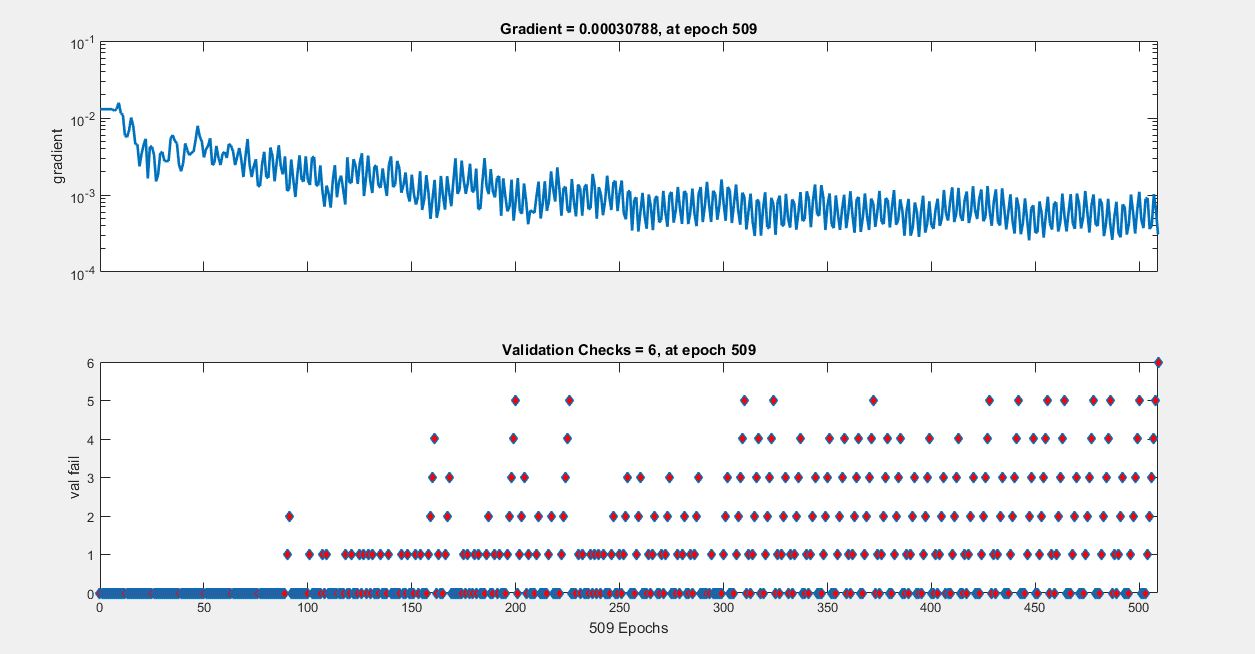 Gradient = 0.00030788, at epoch 509
10-1
10-2
10-3
10-4
gradient
Validation Checks = 6, at epoch 509
6
5
4
3
2
1
0
val fail
0 50 100 150 200 250 300 350 400 450 500
509 Epochs